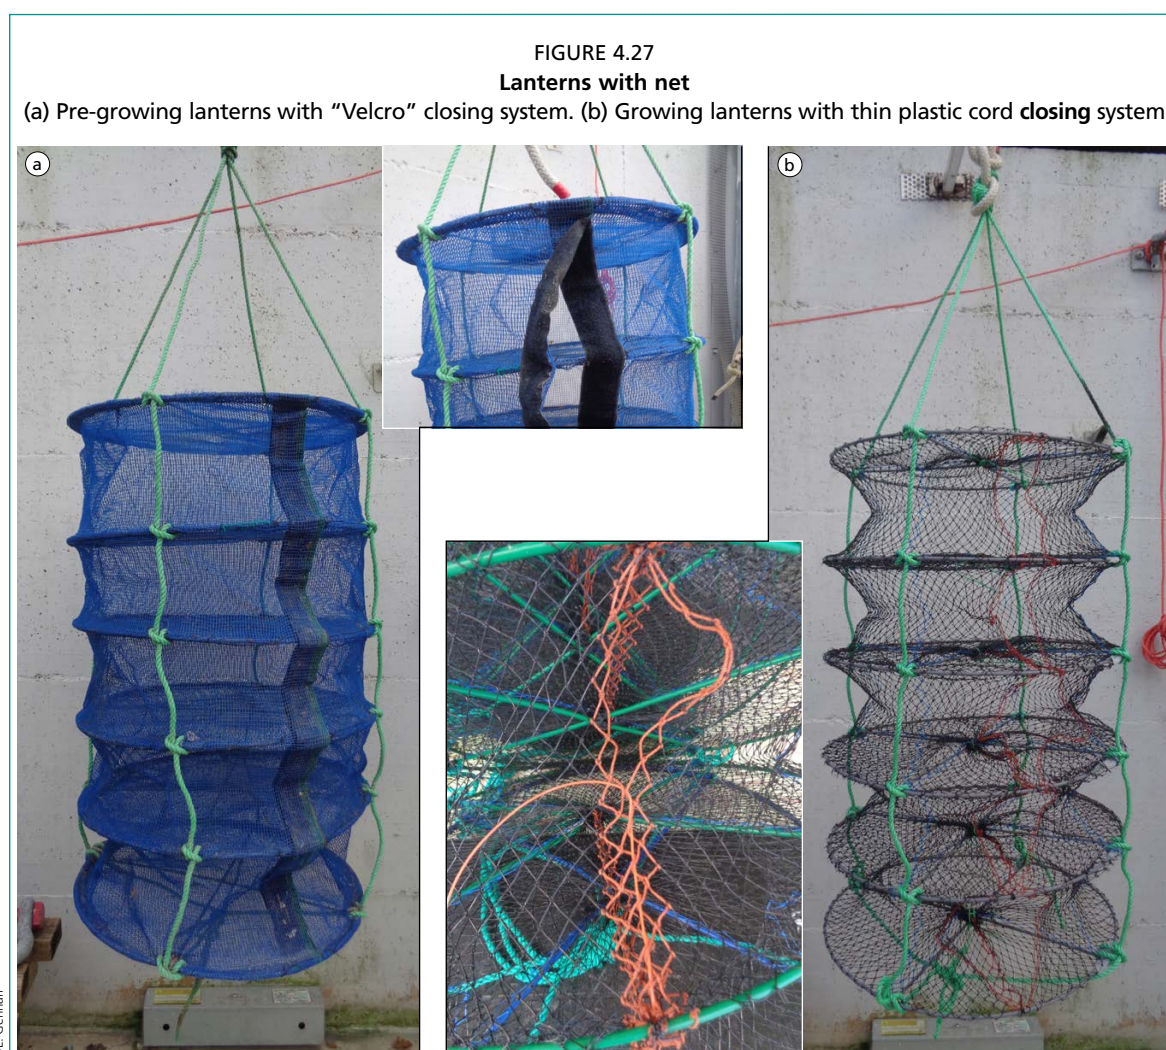 FIGURE 4.27
Lanterns with net
(a) Pre-growing lanterns with “Velcro” closing system. (b) Growing lanterns with thin plastic cord closing system
a
b